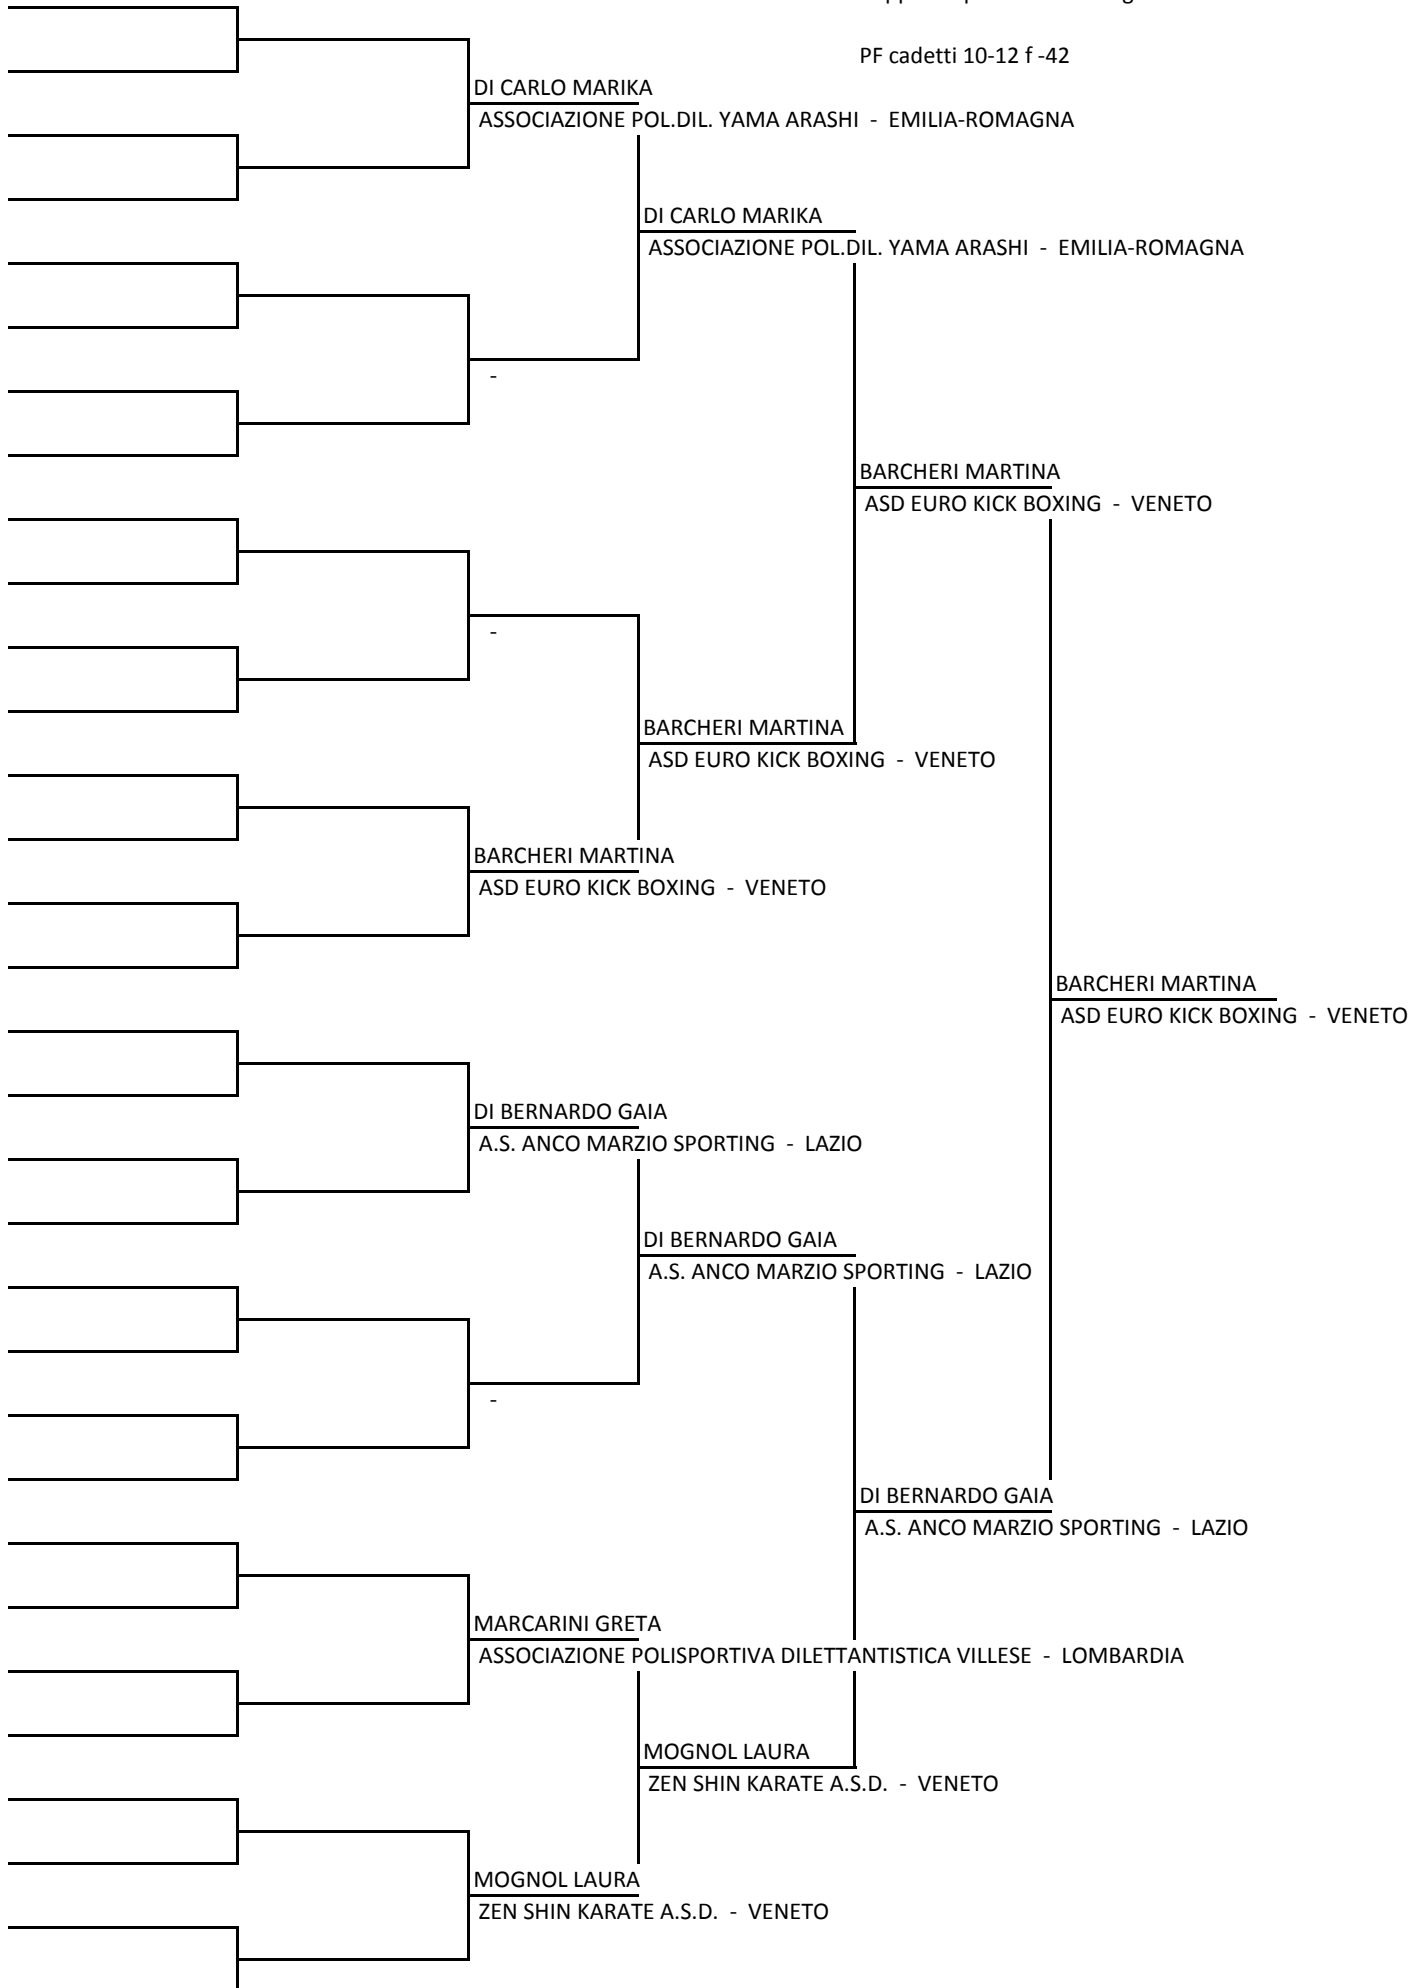 PF cadetti 10-12 f -42
DI CARLO MARIKA
ASSOCIAZIONE POL.DIL. YAMA ARASHI - EMILIA-ROMAGNA
DI CARLO MARIKA
ASSOCIAZIONE POL.DIL. YAMA ARASHI - EMILIA-ROMAGNA
-
BARCHERI MARTINA
ASD EURO KICK BOXING - VENETO
-
BARCHERI MARTINA
ASD EURO KICK BOXING - VENETO
BARCHERI MARTINA
ASD EURO KICK BOXING - VENETO
BARCHERI MARTINA
ASD EURO KICK BOXING - VENETO
DI BERNARDO GAIA
A.S. ANCO MARZIO SPORTING - LAZIO
DI BERNARDO GAIA
A.S. ANCO MARZIO SPORTING - LAZIO
-
DI BERNARDO GAIA
A.S. ANCO MARZIO SPORTING - LAZIO
MARCARINI GRETA
ASSOCIAZIONE POLISPORTIVA DILETTANTISTICA VILLESE - LOMBARDIA
MOGNOL LAURA
ZEN SHIN KARATE A.S.D. - VENETO
MOGNOL LAURA
ZEN SHIN KARATE A.S.D. - VENETO